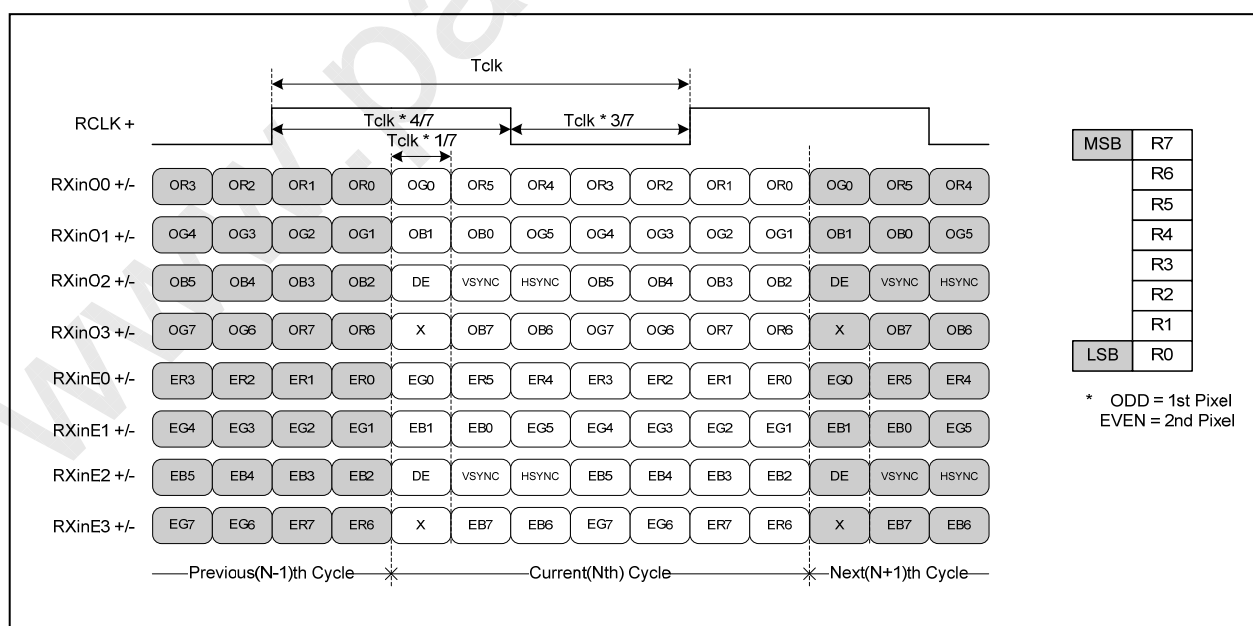 www.pa
Tclk
RCLK +
Tclk * 4/7
Tclk * 3/7
Tclk * 1/7
RXinO0 +/- OR3 OR2 OR1 OR0 OG0 OR5 OR4 OR3 OR2 OR1 OR0 OG0 OR5 OR4
RXinO1 +/- OG4 OG3 OG2 OG1 OB1 OB0 OG5 OG4 OG3 OG2 OG1 OB1 OB0 OG5
RXinO2 +/- OB5 OB4 OB3 OB2 DE VSYNC HSYNC OB5 OB4 OB3 OB2 DE VSYNC HSYNC
RXinO3 +/- OG7 OG6 OR7 OR6 X OB7 OB6 OG7 OG6 OR7 OR6 X OB7 OB6
RXinE0 +/- ER3 ER2 ER1 ER0 EG0 ER5 ER4 ER3 ER2 ER1 ER0 EG0 ER5 ER4
RXinE1 +/- EG4 EG3 EG2 EG1 EB1 EB0 EG5 EG4 EG3 EG2 EG1 EB1 EB0 EG5
RXinE2 +/- EB5 EB4 EB3 EB2 DE VSYNC HSYNC EB5 EB4 EB3 EB2 DE VSYNC HSYNC
RXinE3 +/- EG7 EG6 ER7 ER6 X EB7 EB6 EG7 EG6 ER7 ER6 X EB7 EB6
Previous(N-1)th Cycle Current(Nth) Cycle Next(N+1)th Cycle
MSB R7
R6
R5
R4
R3
R2
R1
LSB R0
* ODD = 1st Pixel
EVEN = 2nd Pixel